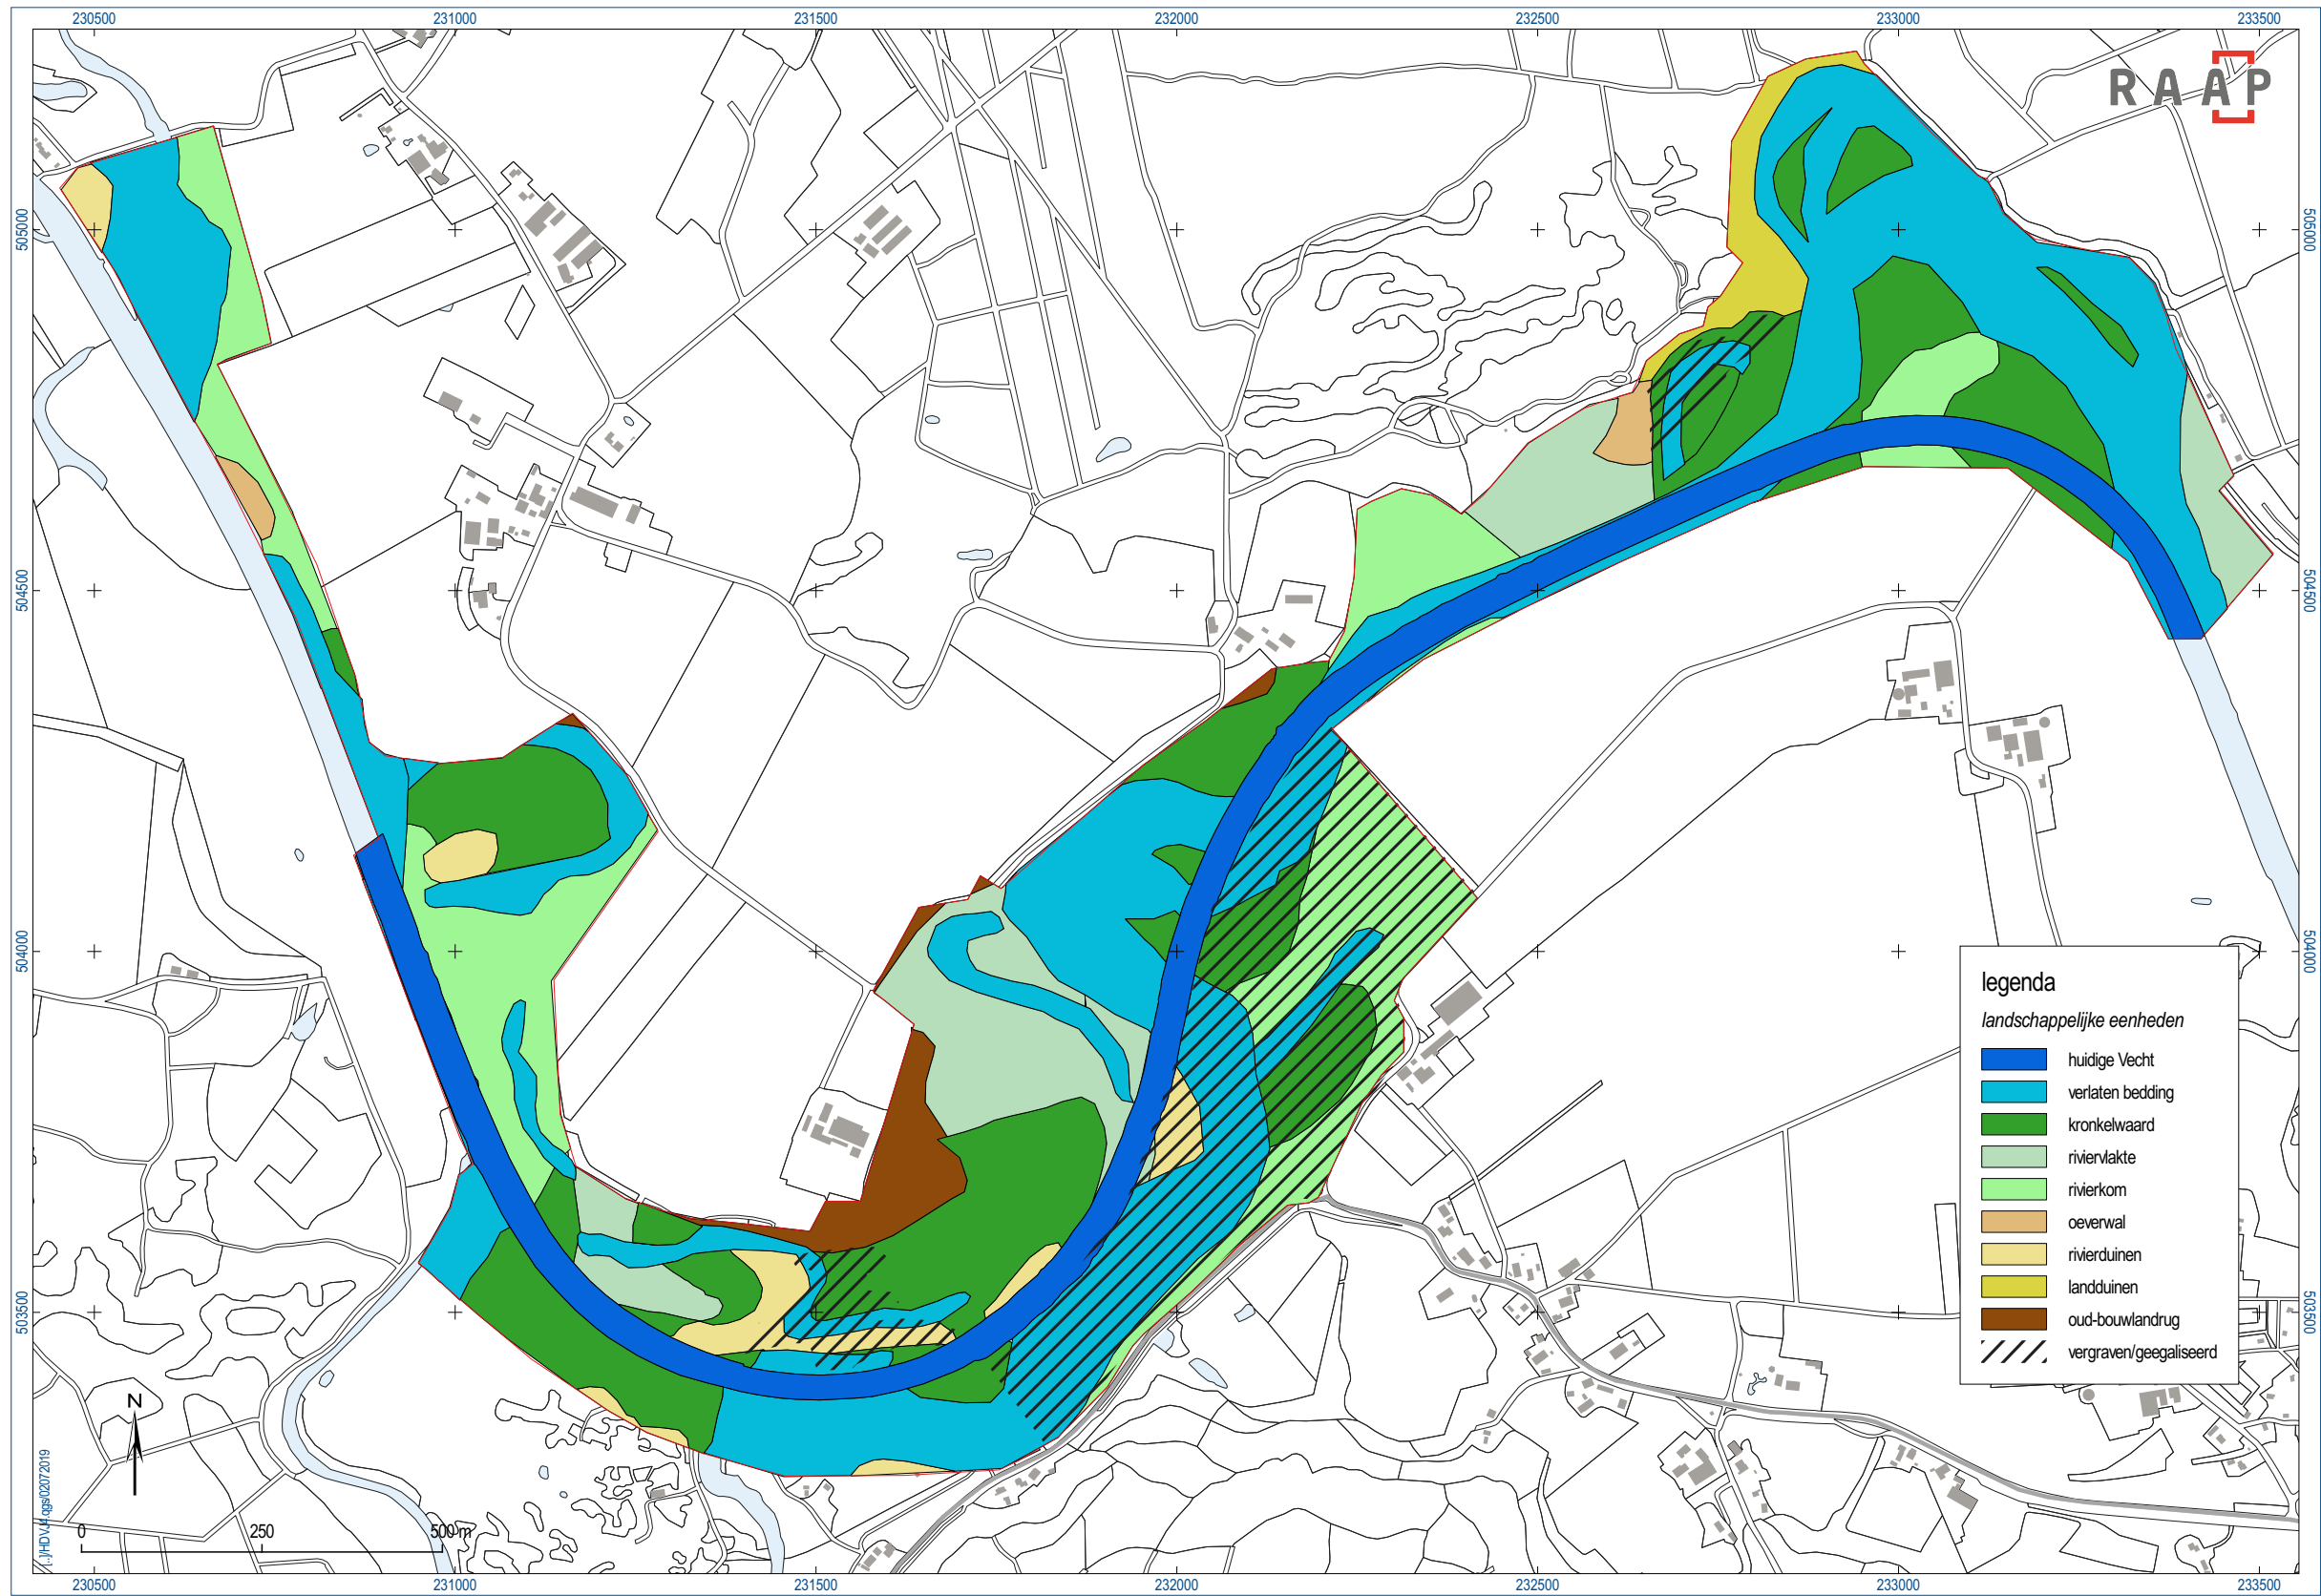 230500 231000 231500 232000 232500 233000 233500
RAAP
505000 505000
504500 504500
504000 504000
503500 503500
legenda
landschappelijke eenheden
huidige Vecht
verlaten bedding
kronkelwaard
riviervlakte
rivierkom
oeverwal
rivierduinen
landduinen
oud-bouwlandrug
vergraven/geegaliseerd
N
0 250 500 m
230500 231000 231500 232000 232500 233000 233500